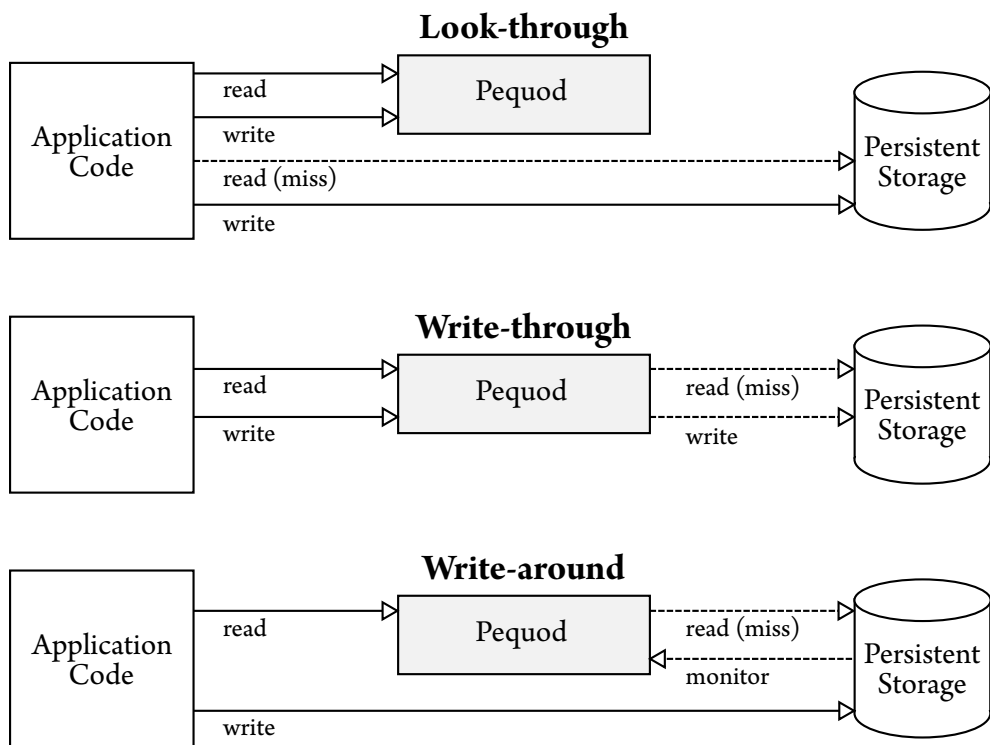 Look-through
Application
Code
read
write
read (miss)
write
Pequod
Persistent
Storage
Write-through
Application
Code
read
write
Pequod
read (miss)
write
Persistent
Storage
Write-around
Application
Code
read
write
Pequod
read (miss)
monitor
Persistent
Storage